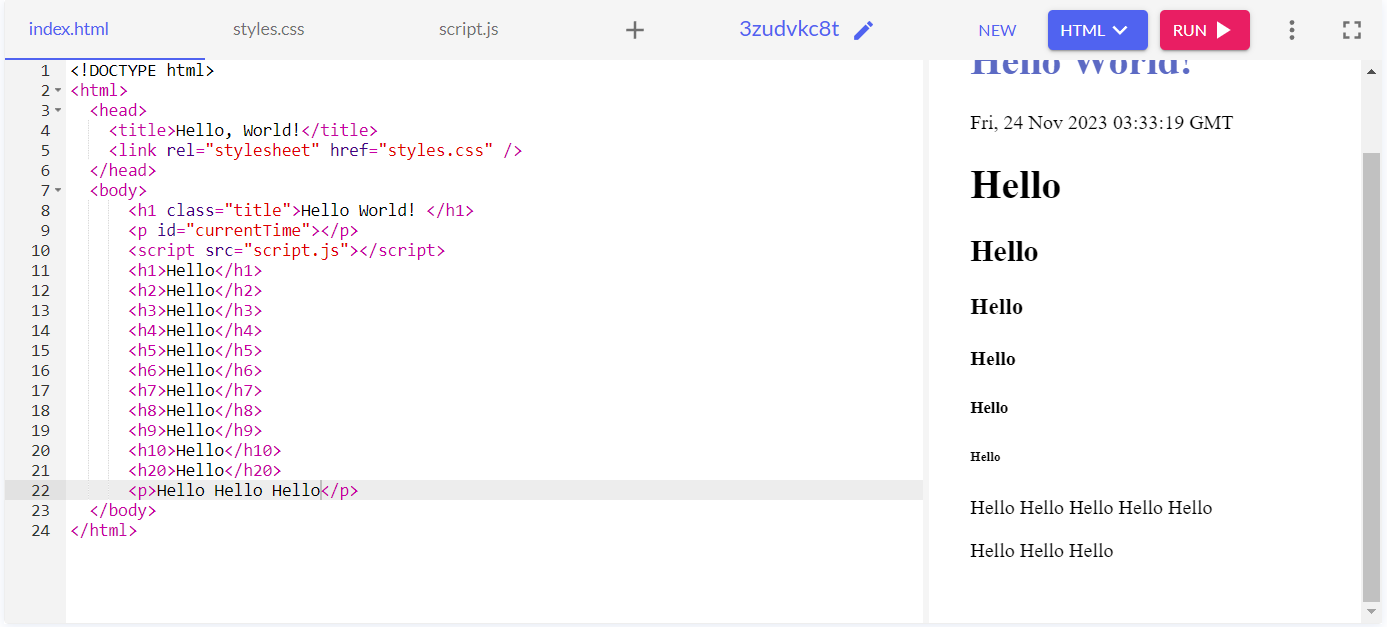 index.html styles.css script.js + 3zudvkc8t NEW HTML RUN
1 <!DOCTYPE html>
2 <html>
3 <head>
4 <title>Hello, World!</title>
5 <link rel="stylesheet" href="styles.css" />
6 </head>
7 <body>
8 <h1 class="title">Hello World! </h1>
9 <p id="currentTime"></p>
10 <script src="script.js"></script>
11 <h1>Hello</h1>
12 <h2>Hello</h2>
13 <h3>Hello</h3>
14 <h4>Hello</h4>
15 <h5>Hello</h5>
16 <h6>Hello</h6>
17 <h7>Hello</h7>
18 <h8>Hello</h8>
19 <h9>Hello</h9>
20 <h10>Hello</h10>
21 <h20>Hello</h20>
22 <p>Hello Hello Hello</p>
23 </body>
24 </html>
Hello World!
Fri, 24 Nov 2023 03:33:19 GMT
Hello
Hello
Hello
Hello
Hello
Hello
Hello Hello Hello Hello Hello
Hello Hello Hello